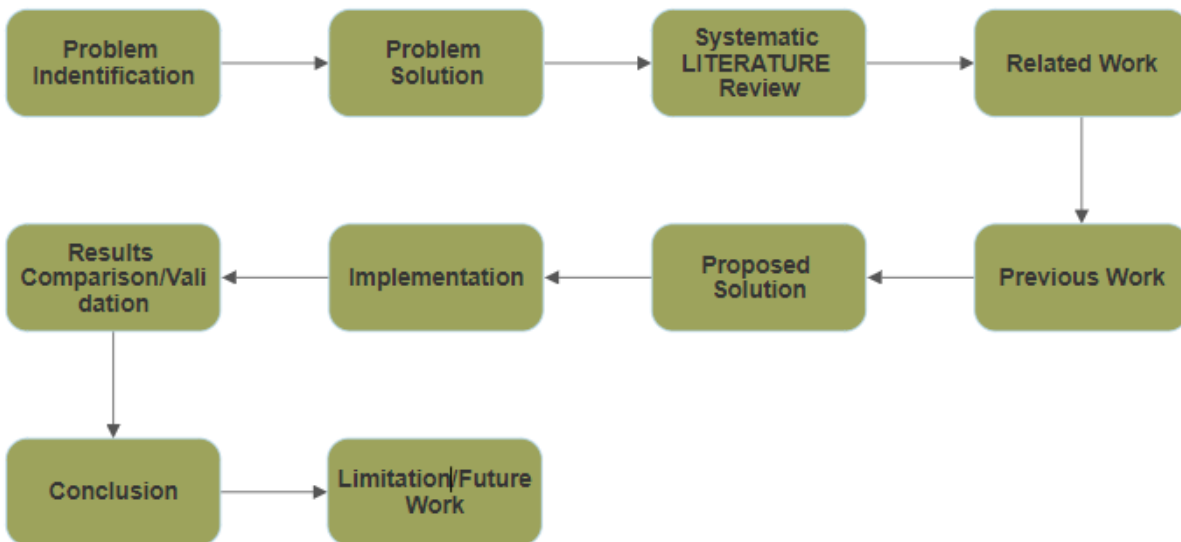 Problem
Indentification
Problem
Solution
Systematic
LITERATURE
Review
Related Work
Previous Work
Proposed
Solution
Implementation
Results
Comparison/Vali
dation
Conclusion
Limitation/Future
Work